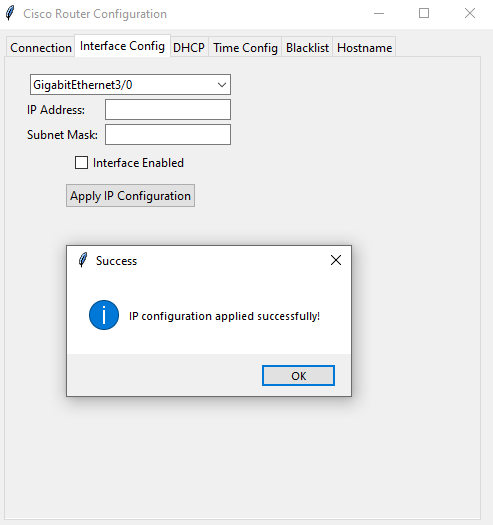 Cisco Router Configuration
Connection Interface Config DHCP Time Config Blacklist Hostname
GigabitEthernet3/0
IP Address:
Subnet Mask:
Interface Enabled
Apply IP Configuration
Success
IP configuration applied successfully!
OK